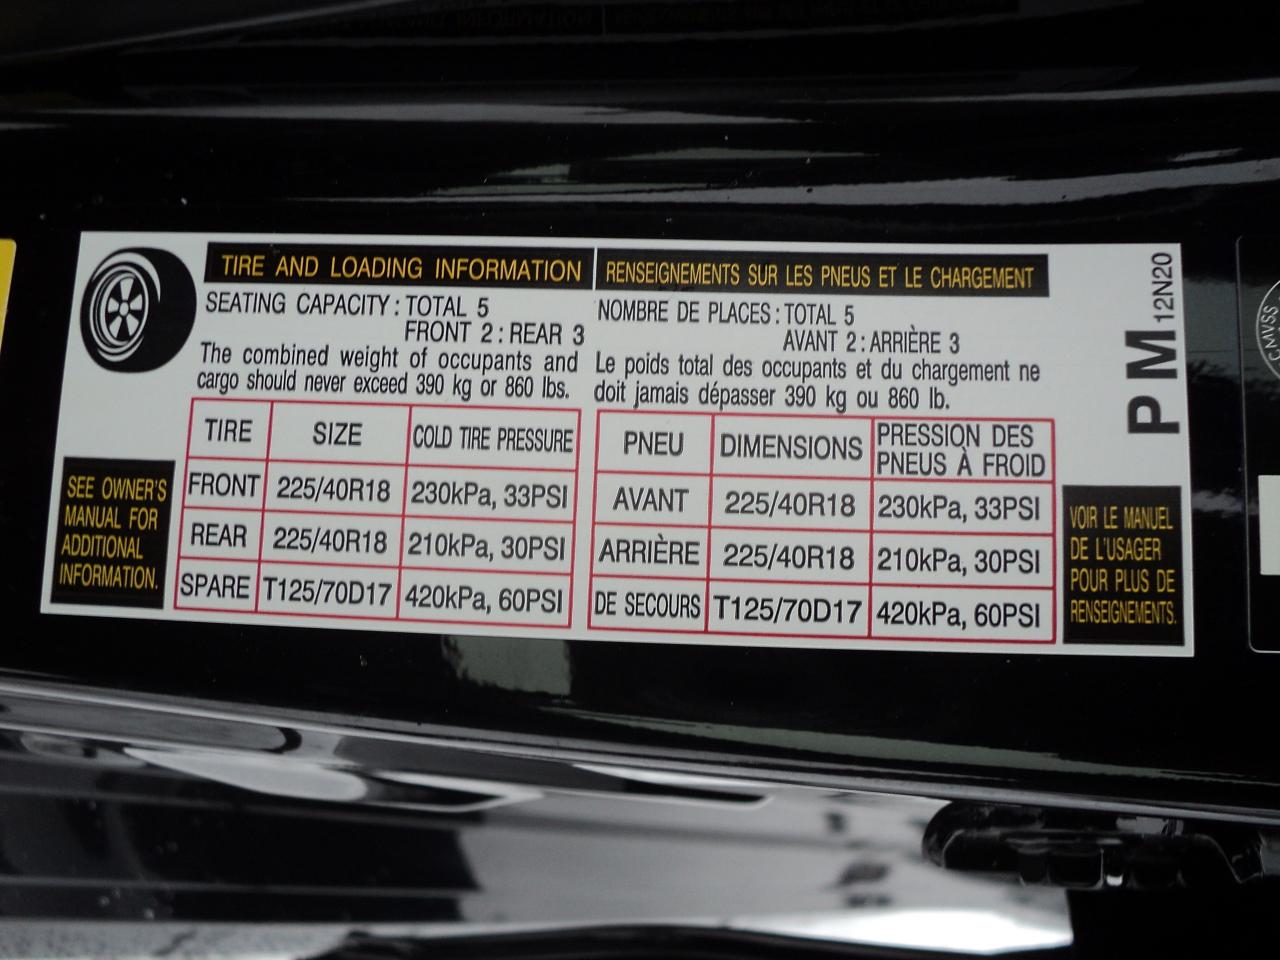 TIRE AND LOADING INFORMATION
SEATING CAPACITY : TOTAL 5
FRONT 2 : REAR 3
The combined weight of occupants and
cargo should never exceed 390 kg or 860 lbs.
TIRE SIZE COLD TIRE PRESSURE
FRONT 225/40R18 230kPa, 33PSI
REAR 225/40R18 210kPa, 30PSI
SPARE T125/70D17 420kPa, 60PSI
SEE OWNER'S
MANUAL FOR
ADDITIONAL
INFORMATION.
RENSEIGNEMENTS SUR LES PNEUS ET LE CHARGEMENT
NOMBRE DE PLACES : TOTAL 5
AVANT 2 : ARRIÈRE 3
Le poids total des occupants et du chargement ne
doit jamais dépasser 390 kg ou 860 lb.
PNEU DIMENSIONS PRESSION DES
PNEUS À FROID
AVANT 225/40R18 230kPa, 33PSI
ARRIÈRE 225/40R18 210kPa, 30PSI
DE SECOURS T125/70D17 420kPa, 60PSI
VOIR LE MANUEL
DE L'USAGER
POUR PLUS DE
RENSEIGNEMENTS.
PM 12N20
CMVSS